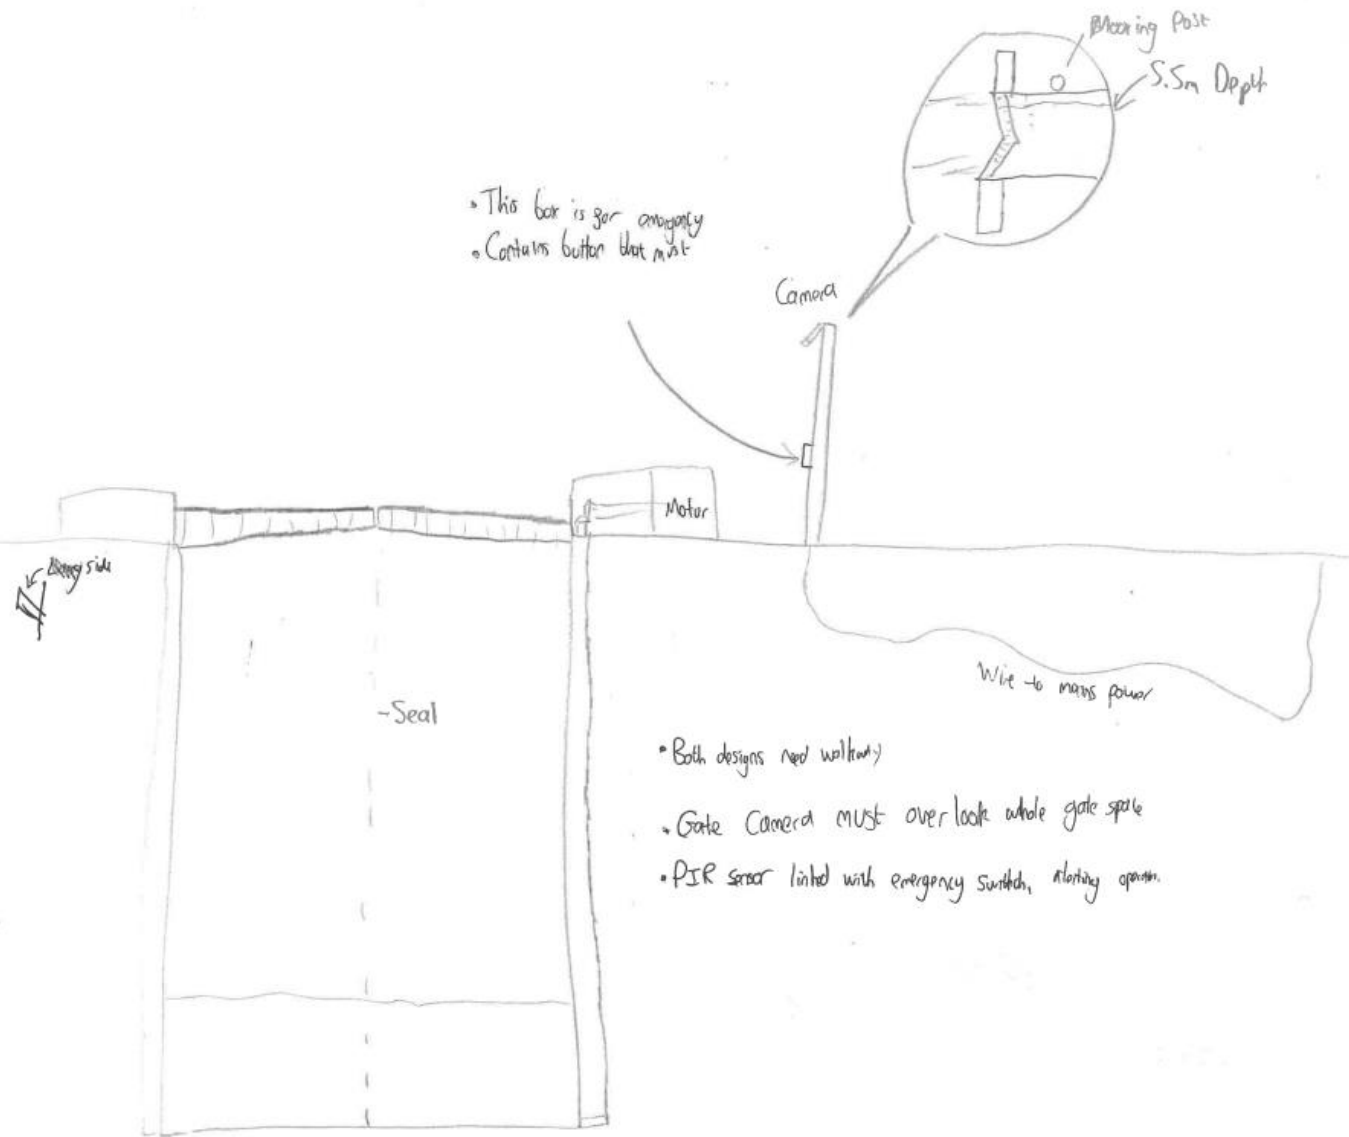 Mooring Post
5.5m Depth
• This box is for emergency
• Contains button that must
Camera
Motor
side
-Seal
Wire to mains power
• Both designs need walkway
• Gate Camera must overlook whole gate space
• PIR sensor linked with emergency switch, alerting